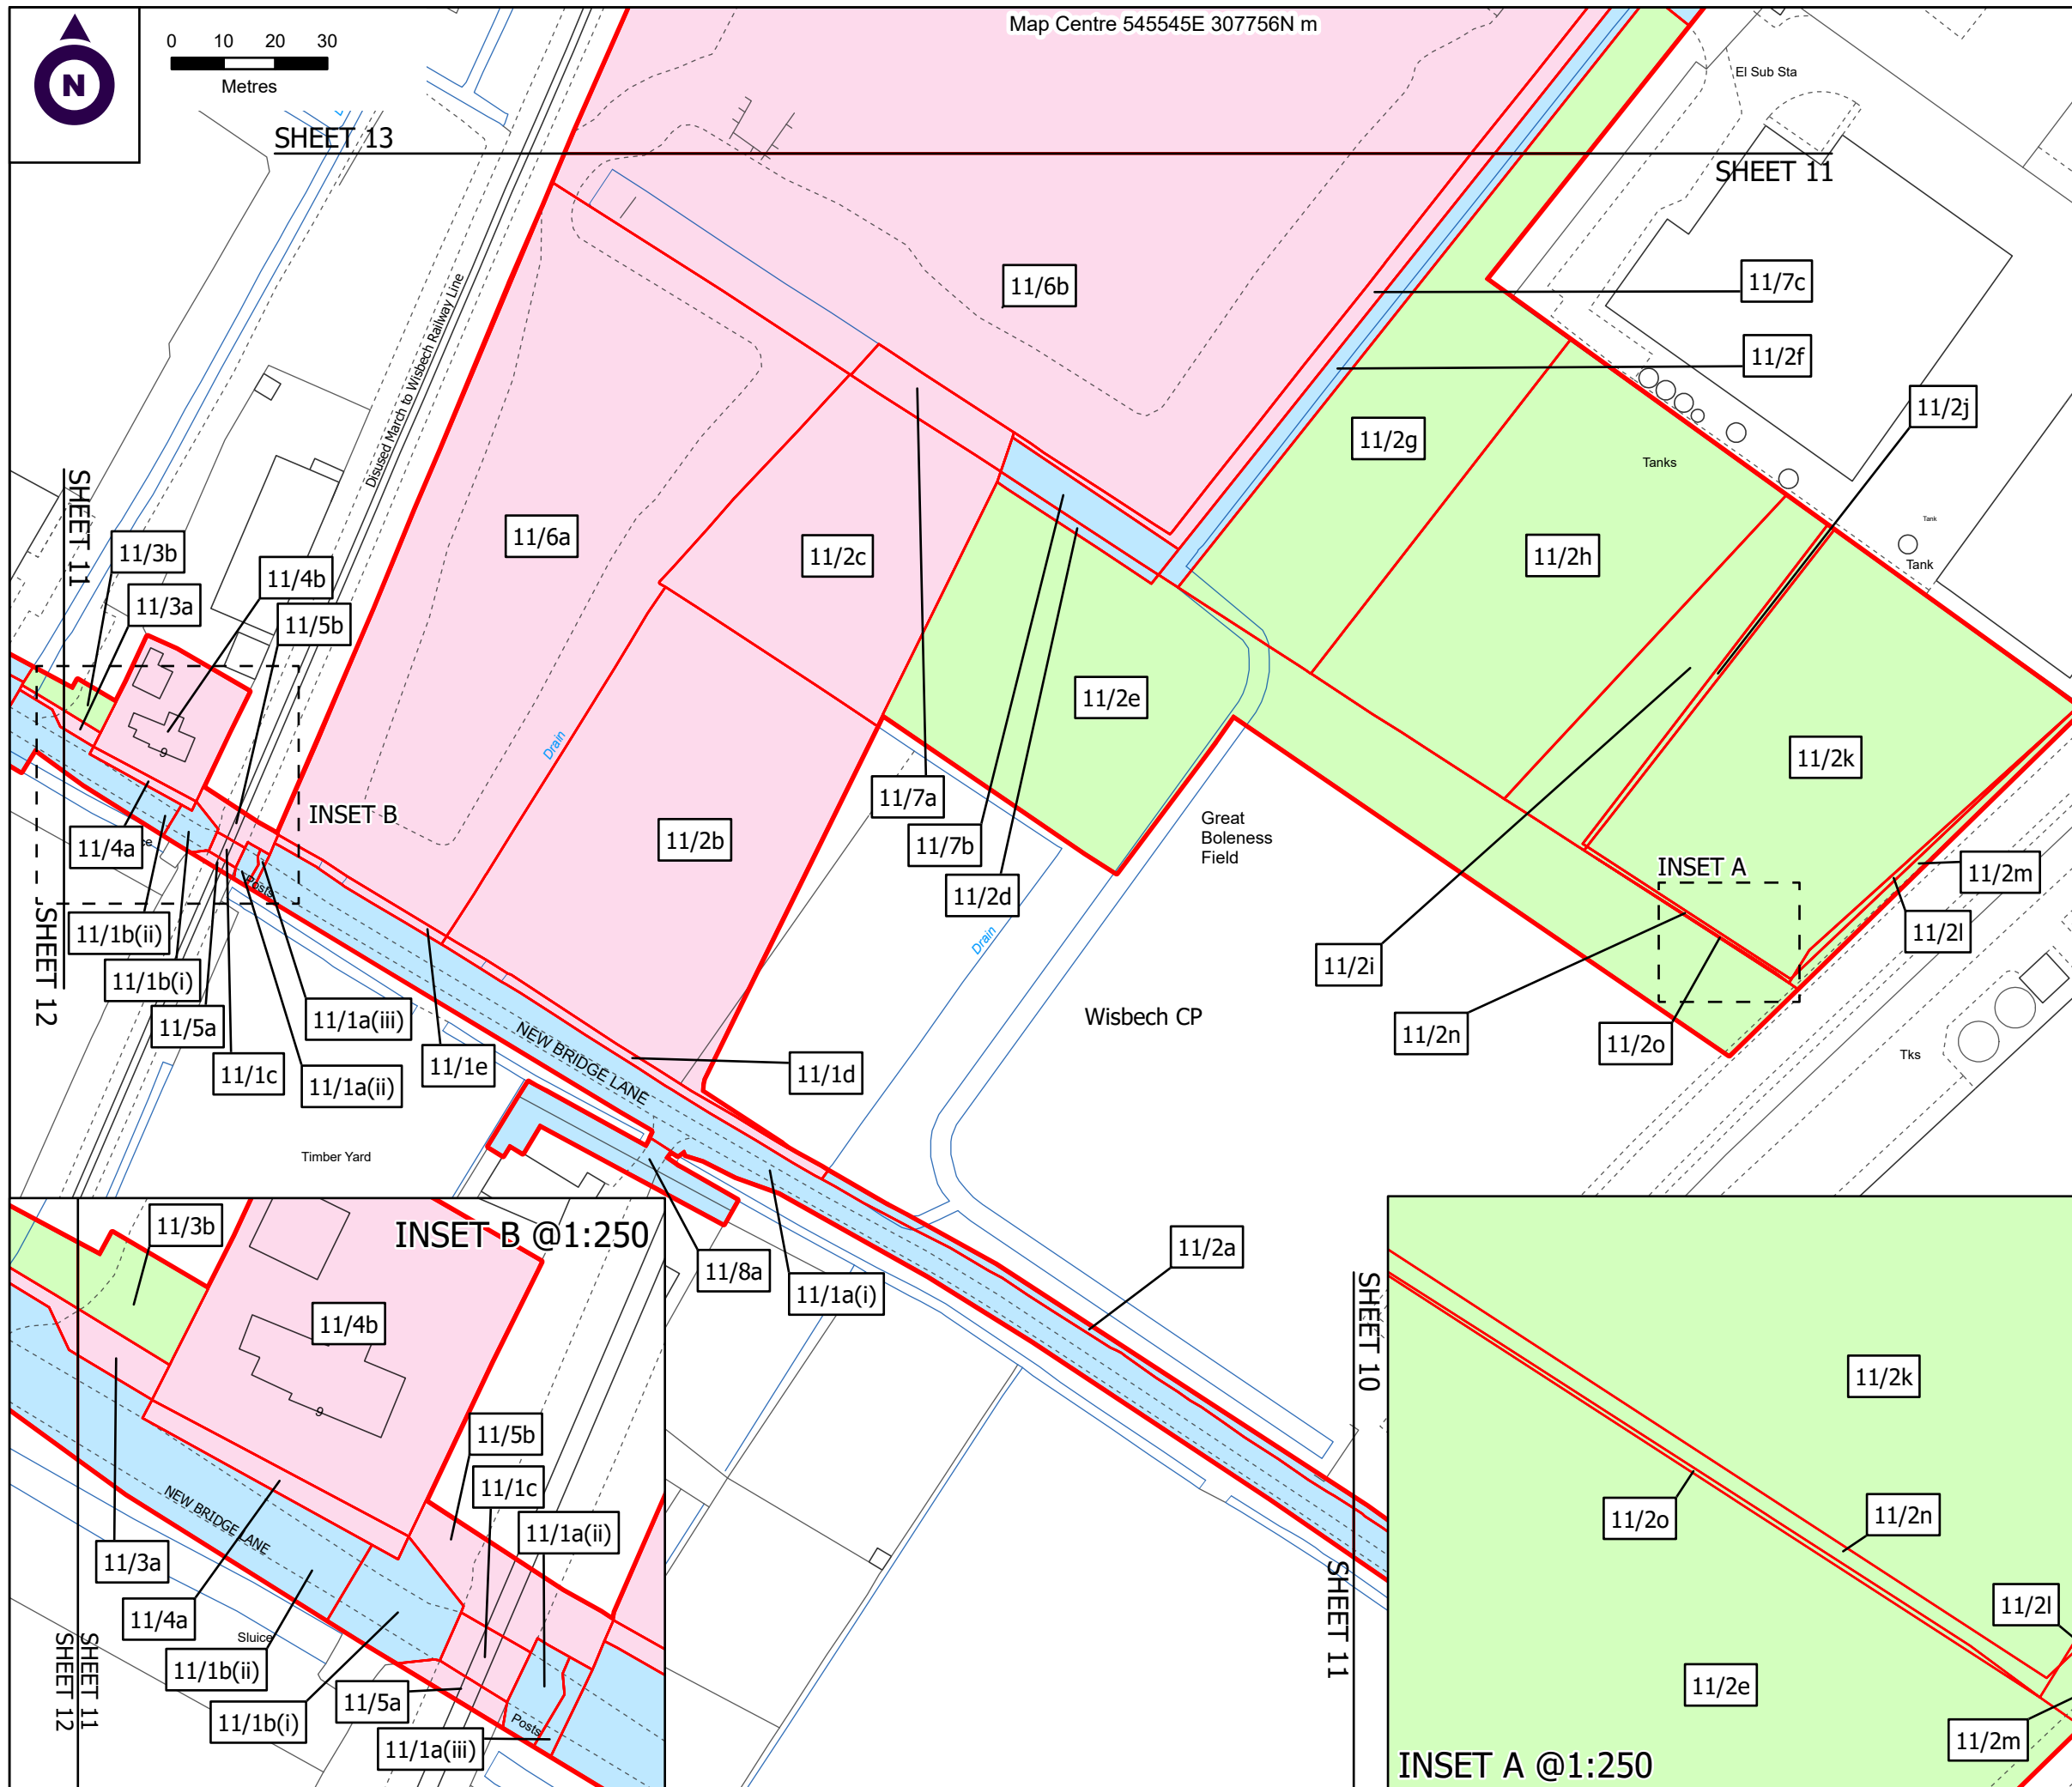 Map Centre 545545E 307756N m
N
0 10 20 30
Metres
SHEET 13
SHEET 11
El Sub Sta
11/6b
11/7c
11/2f
11/2j
Disused March to Wisbech Railway Line
11/2g
Tanks
Tank
Tank
SHEET 11
SHEET 12
11/3b
11/3a
11/4b
11/5b
11/6a
11/2c
11/2h
11/2e
11/2k
9
Drain
INSET B
11/4a
11/2b
11/7a
11/7b
11/2d
Great
Boleness
Field
INSET A
11/2m
11/2l
Posts
11/1b(ii)
11/1b(i)
11/5a
11/1c
11/1a(iii)
11/1a(ii)
11/1e
Drain
11/2i
11/2n
11/2o
Wisbech CP
Tks
NEW BRIDGE LANE
11/1d
Timber Yard
11/8a
11/1a(i)
11/2a
SHEET 10
SHEET 11
INSET B @1:250
11/3b
11/4b
9
11/5b
11/1c
11/1a(ii)
NEW BRIDGE LANE
11/3a
11/4a
Sluice
11/1b(ii)
11/1b(i)
11/5a
11/1a(iii)
Posts
SHEET 11
SHEET 12
11/2k
11/2o
11/2n
11/2l
11/2e
11/2m
INSET A @1:250